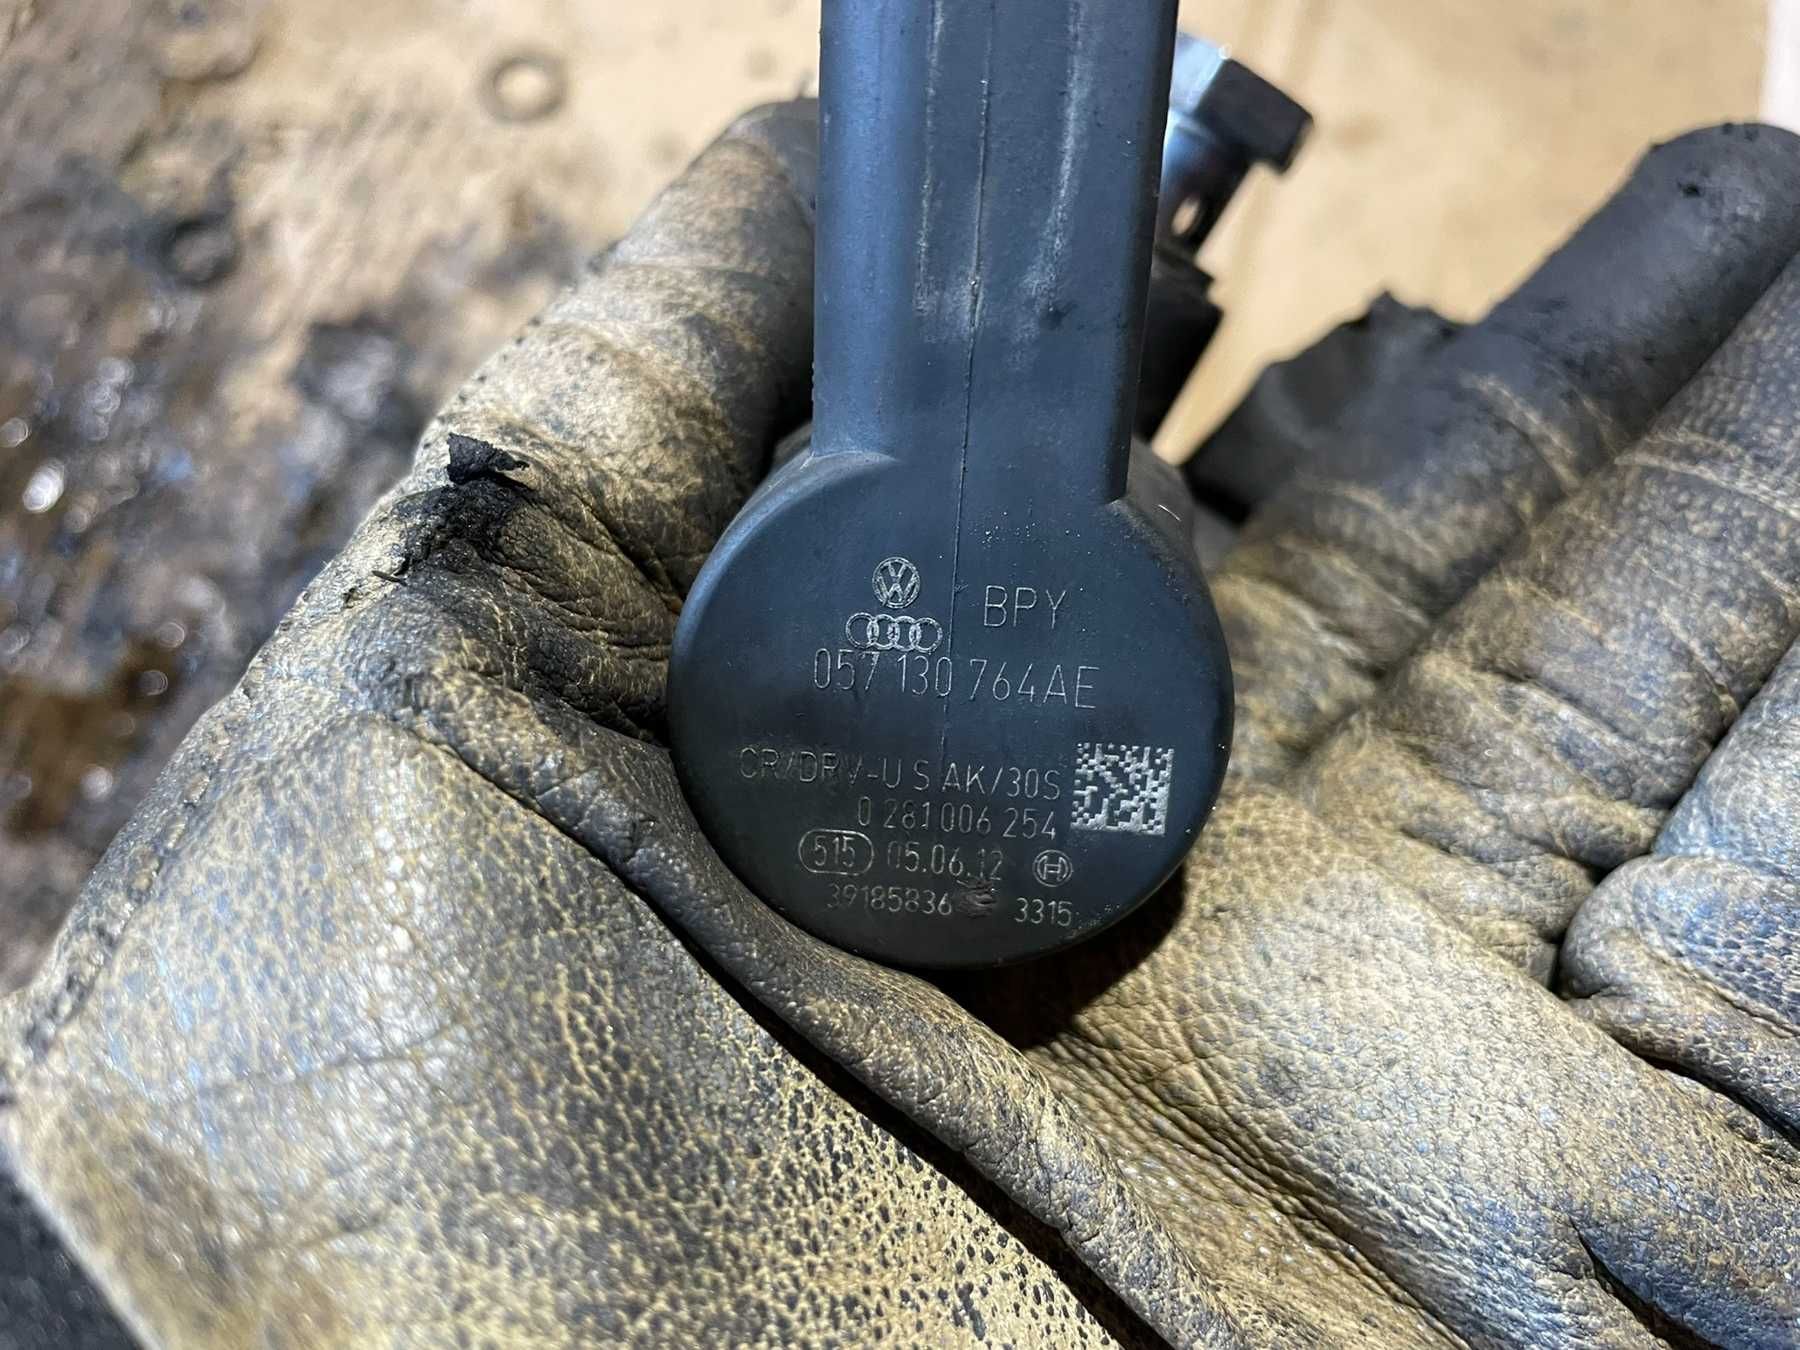 BPY
057 130 764AE
CR/DRV-U S AK/30S
0 281 006 254
515 05.06.12
39185836 3315